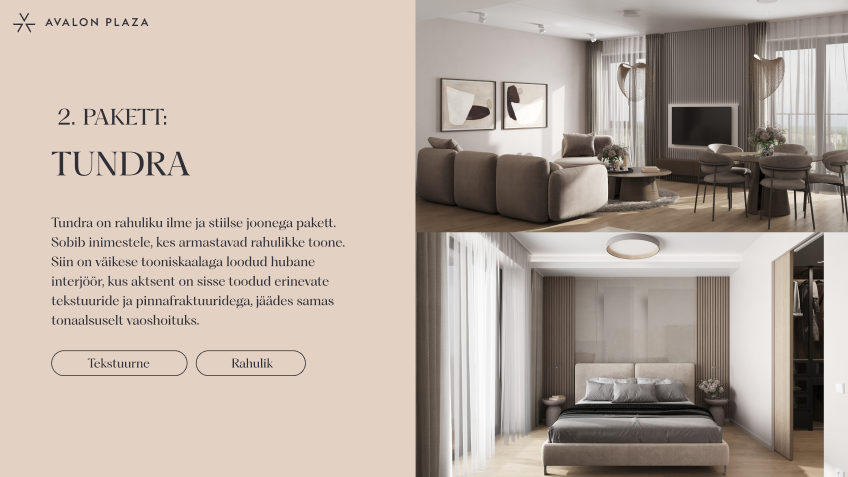 AVALON PLAZA
2. PAKETT:
TUNDRA
Tundra on rahuliku ilme ja stiilse joonega pakett.
Sobib inimestele, kes armastavad rahulikke toone.
Siin on väikese tooniskaalaga loodud hubane
interjöör, kus aktsent on sisse toodud erinevate
tekstuuride ja pinnafraktuuridega, jäädes samas
tonaalsuselt vaoshoituks.
Tekstuurne
Rahulik